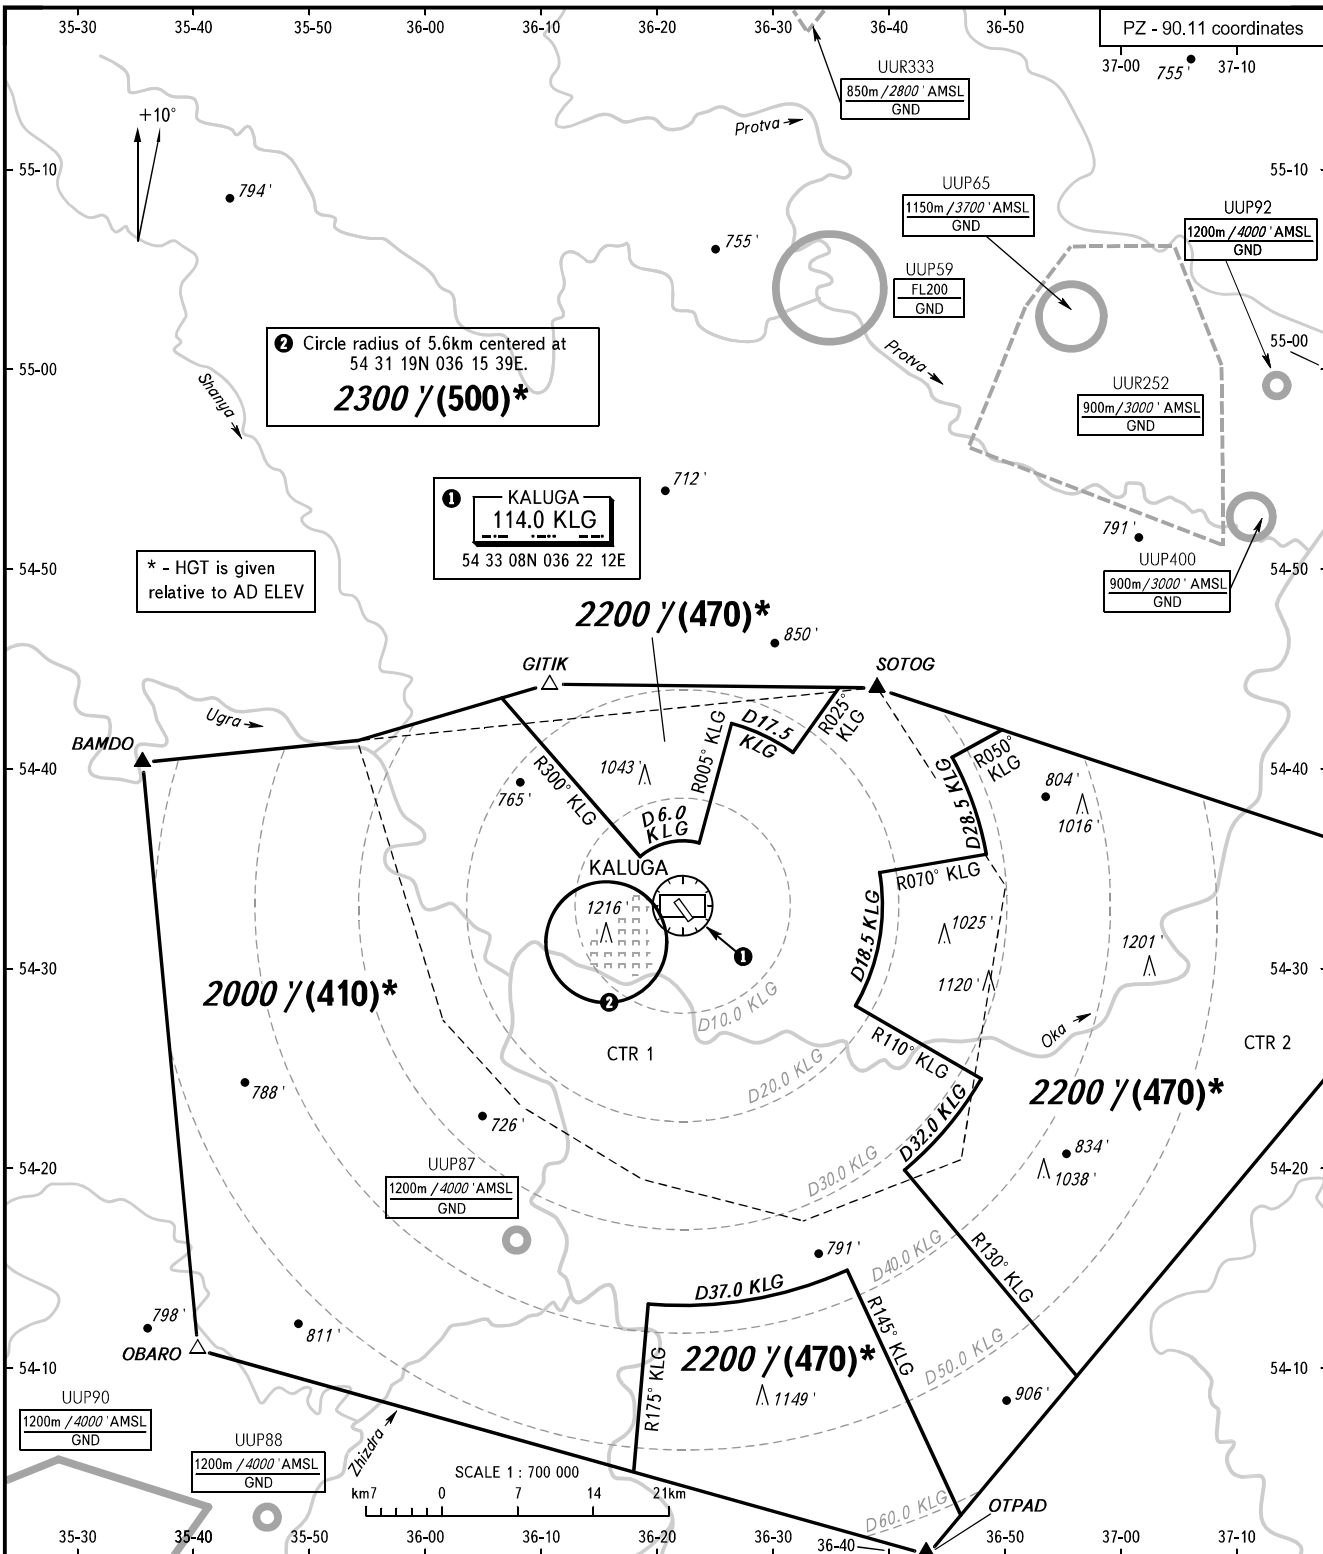 35-30 35-40 35-50 36-00 36-10 36-20 36-30 36-40 36-50
PZ - 90.11 coordinates
37-00 755' 37-10
UUR333
850m/2800' AMSL
GND
+10°
Protva
55-10
55-10
794'
UUP65
1150m/3700' AMSL
GND
UUP92
1200m/4000' AMSL
GND
755'
UUP59
FL200
GND
❷ Circle radius of 5.6km centered at
54 31 19N 036 15 39E.
2300'/(500)*
55-00
55-00
Protva
Shanya
UUR252
900m/3000' AMSL
GND
❶ KALUGA
114.0 KLG
54 33 08N 036 22 12E
712'
791'
* - HGT is given
relative to AD ELEV
54-50
54-50
UUP400
900m/3000' AMSL
GND
2200'/(470)*
850'
GITIK
SOTOG
Ugra
BAMDO
D17.5
KLG
R025°
KLG
R050°
KLG
R005° KLG
R300° KLG
54-40
54-40
1043'
765'
D28.5 KLG
804'
1016'
D6.0
KLG
KALUGA
R070° KLG
1216'
1025'
D18.5 KLG
1201'
❶
54-30
54-30
2000'/(410)*
1120'
❷
D10.0 KLG
CTR 1
R110° KLG
Oka
CTR 2
D20.0 KLG
788'
2200'/(470)*
726'
D32.0 KLG
834'
1038'
D30.0 KLG
54-20
54-20
UUP87
1200m/4000' AMSL
GND
791'
D40.0 KLG
R130° KLG
D37.0 KLG
798'
811'
OBARO
R145° KLG
D50.0 KLG
54-10
54-10
2200'/(470)*
R175° KLG
1149'
906'
UUP90
1200m/4000' AMSL
GND
UUP88
1200m/4000' AMSL
GND
Zhizdra
SCALE 1 : 700 000
km7 0 7 14 21km
D60.0 KLG
OTPAD
35-30 35-40 35-50 36-00 36-10 36-20 36-30 36-40 36-50 37-00 37-10